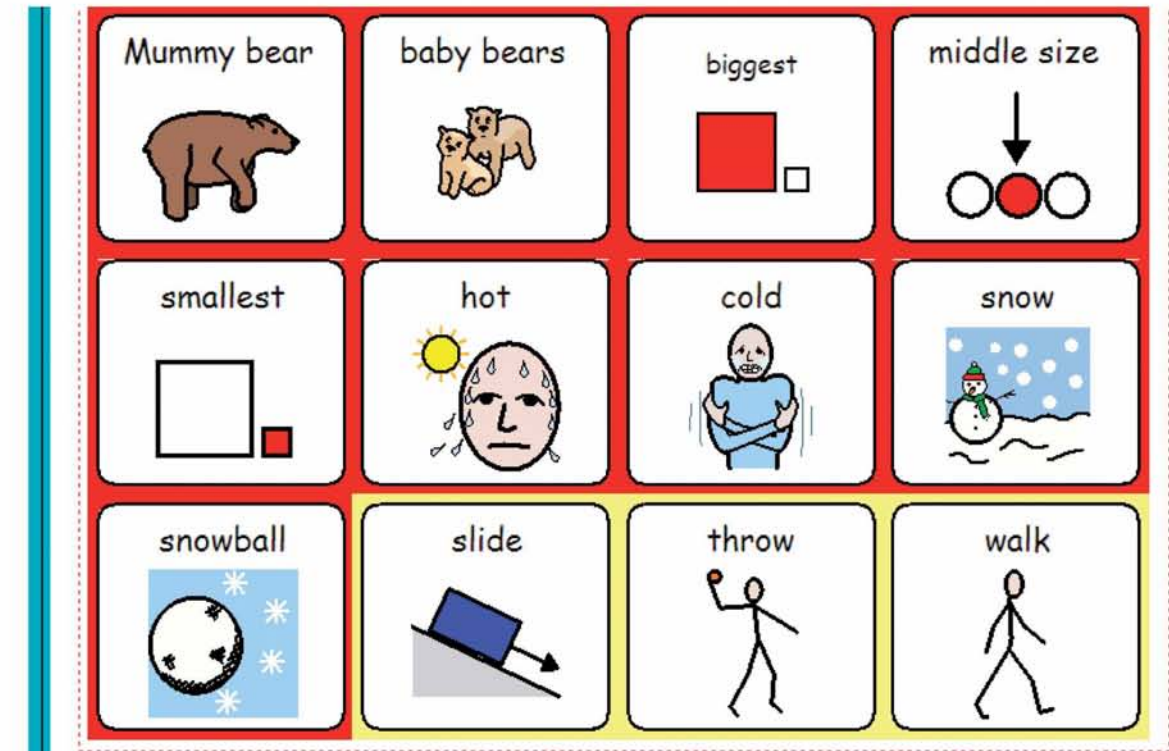 Mummy bear
baby bears
biggest
middle size
smallest
hot
cold
snow
snowball
slide
throw
walk